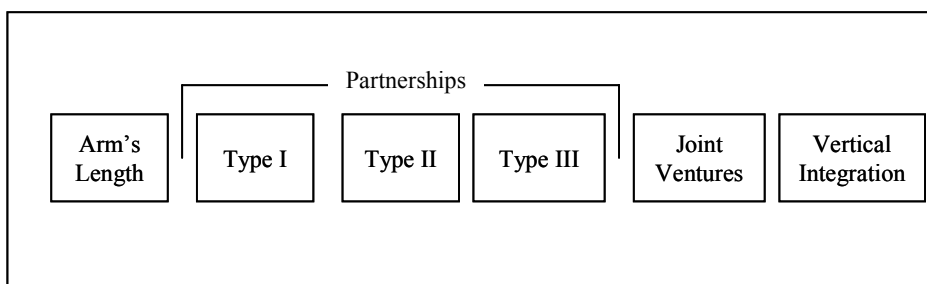 Partnerships
Arm's
Length
Type I
Type II
Type III
Joint
Ventures
Vertical
Integration